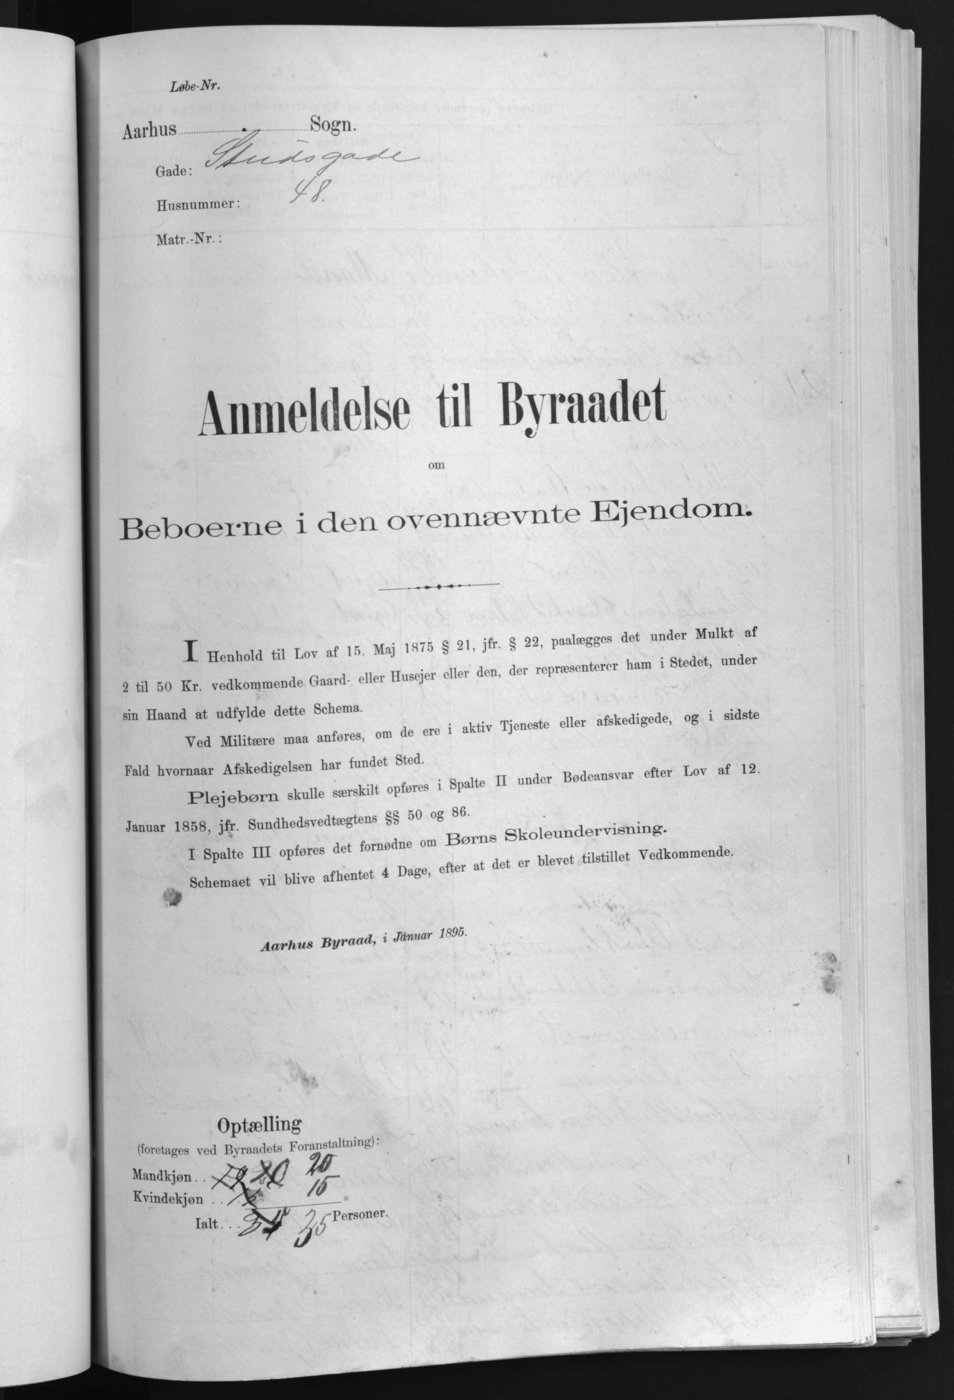 Løbe-Nr.
Aarhus Sogn.
Gade: Studsgade
Husnummer: 48.
Matr.-Nr.:
Anmeldelse til Byraadet
om
Beboerne i den ovennævnte Ejendom.
I Henhold til Lov af 15. Maj 1875 § 21, jfr. § 22, paalægges det under Mulkt af
2 til 50 Kr. vedkommende Gaard- eller Husejer eller den, der repræsenterer ham i Stedet, under
sin Haand at udfylde dette Schema.
Ved Militære maa anføres, om de ere i aktiv Tjeneste eller afskedigede, og i sidste
Fald hvornaar Afskedigelsen har fundet Sted.
Plejebørn skulle særskilt opføres i Spalte II under Bødeansvar efter Lov af 12.
Januar 1858, jfr. Sundhedsvedtægtens §§ 50 og 86.
I Spalte III opføres det fornødne om Børns Skoleundervisning.
Schemaet vil blive afhentet 4 Dage, efter at det er blevet tilstillet Vedkommende.
Aarhus Byraad, i Januar 1895.
Optælling
(foretages ved Byraadets Foranstaltning):
Mandkjøn . . 20
Kvindekjøn . . 15
Ialt . . . 35 Personer.